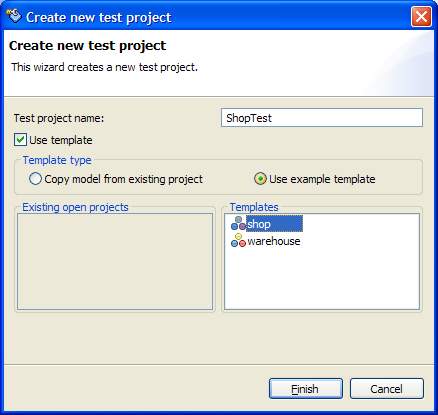 Create new test project
Create new test project
This wizard creates a new test project.
Test project name:
ShopTest
Use template
Template type
Copy model from existing project
Use example template
Existing open projects
Templates
shop
warehouse
Finish
Cancel